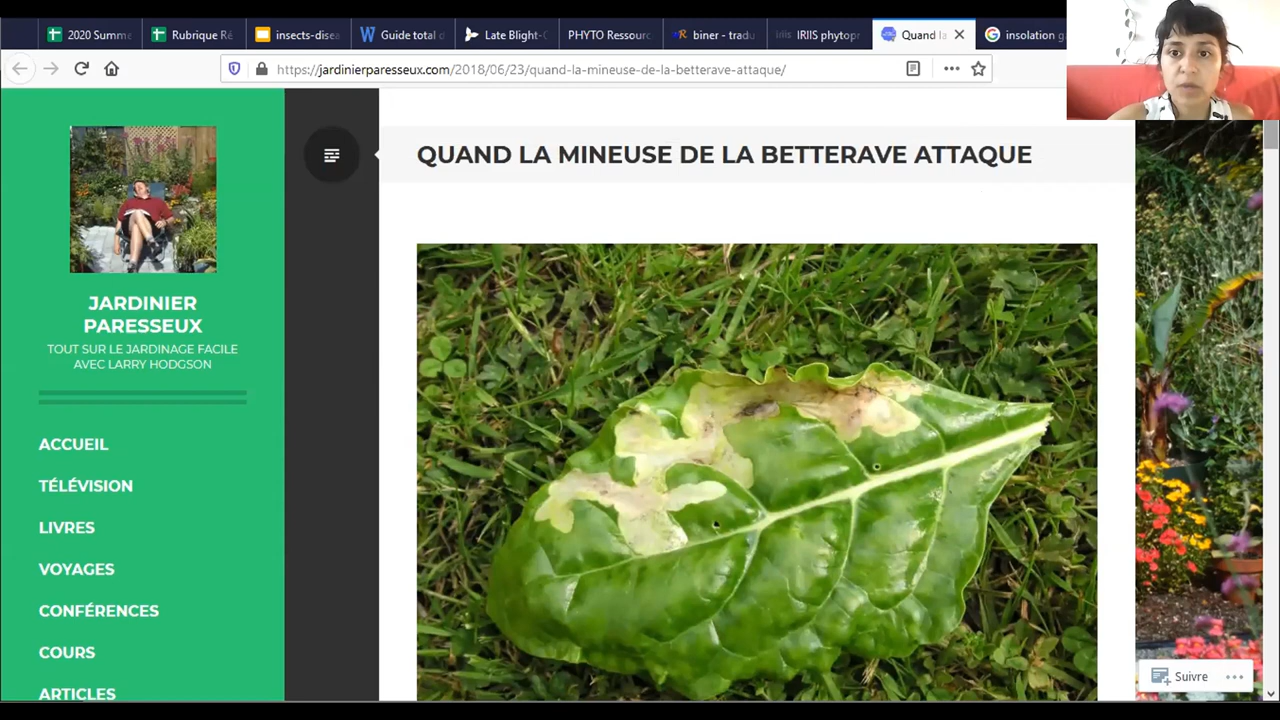 2020 Summe
Rubrique Ré
insects-disea
Guide total d
Late Blight-C
PHYTO Ressourc
biner - tradu
IRIIS phytopr
Quand la
insolation g
https://jardinierparesseux.com/2018/06/23/quand-la-mineuse-de-la-betterave-attaque/
QUAND LA MINEUSE DE LA BETTERAVE ATTAQUE
JARDINIER
PARESSEUX
TOUT SUR LE JARDINAGE FACILE
AVEC LARRY HODGSON
ACCUEIL
TÉLÉVISION
LIVRES
VOYAGES
CONFÉRENCES
COURS
ARTICLES
Suivre